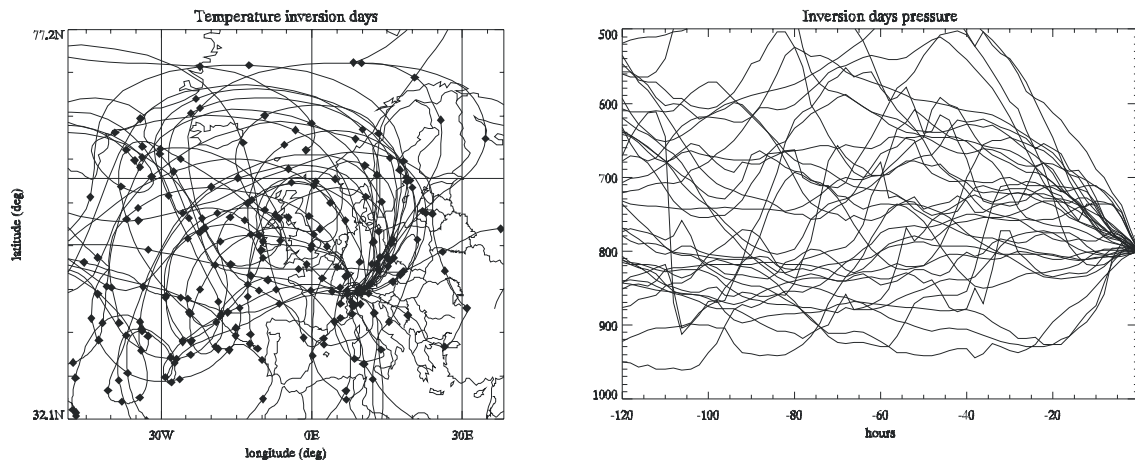 Temperature inversion days
77.2N
latitude (deg)
32.1N
30W
0E
30E
longitude (deg)
Inversion days pressure
500
600
700
800
900
1000
-120
-100
-80
-60
-40
-20
hours